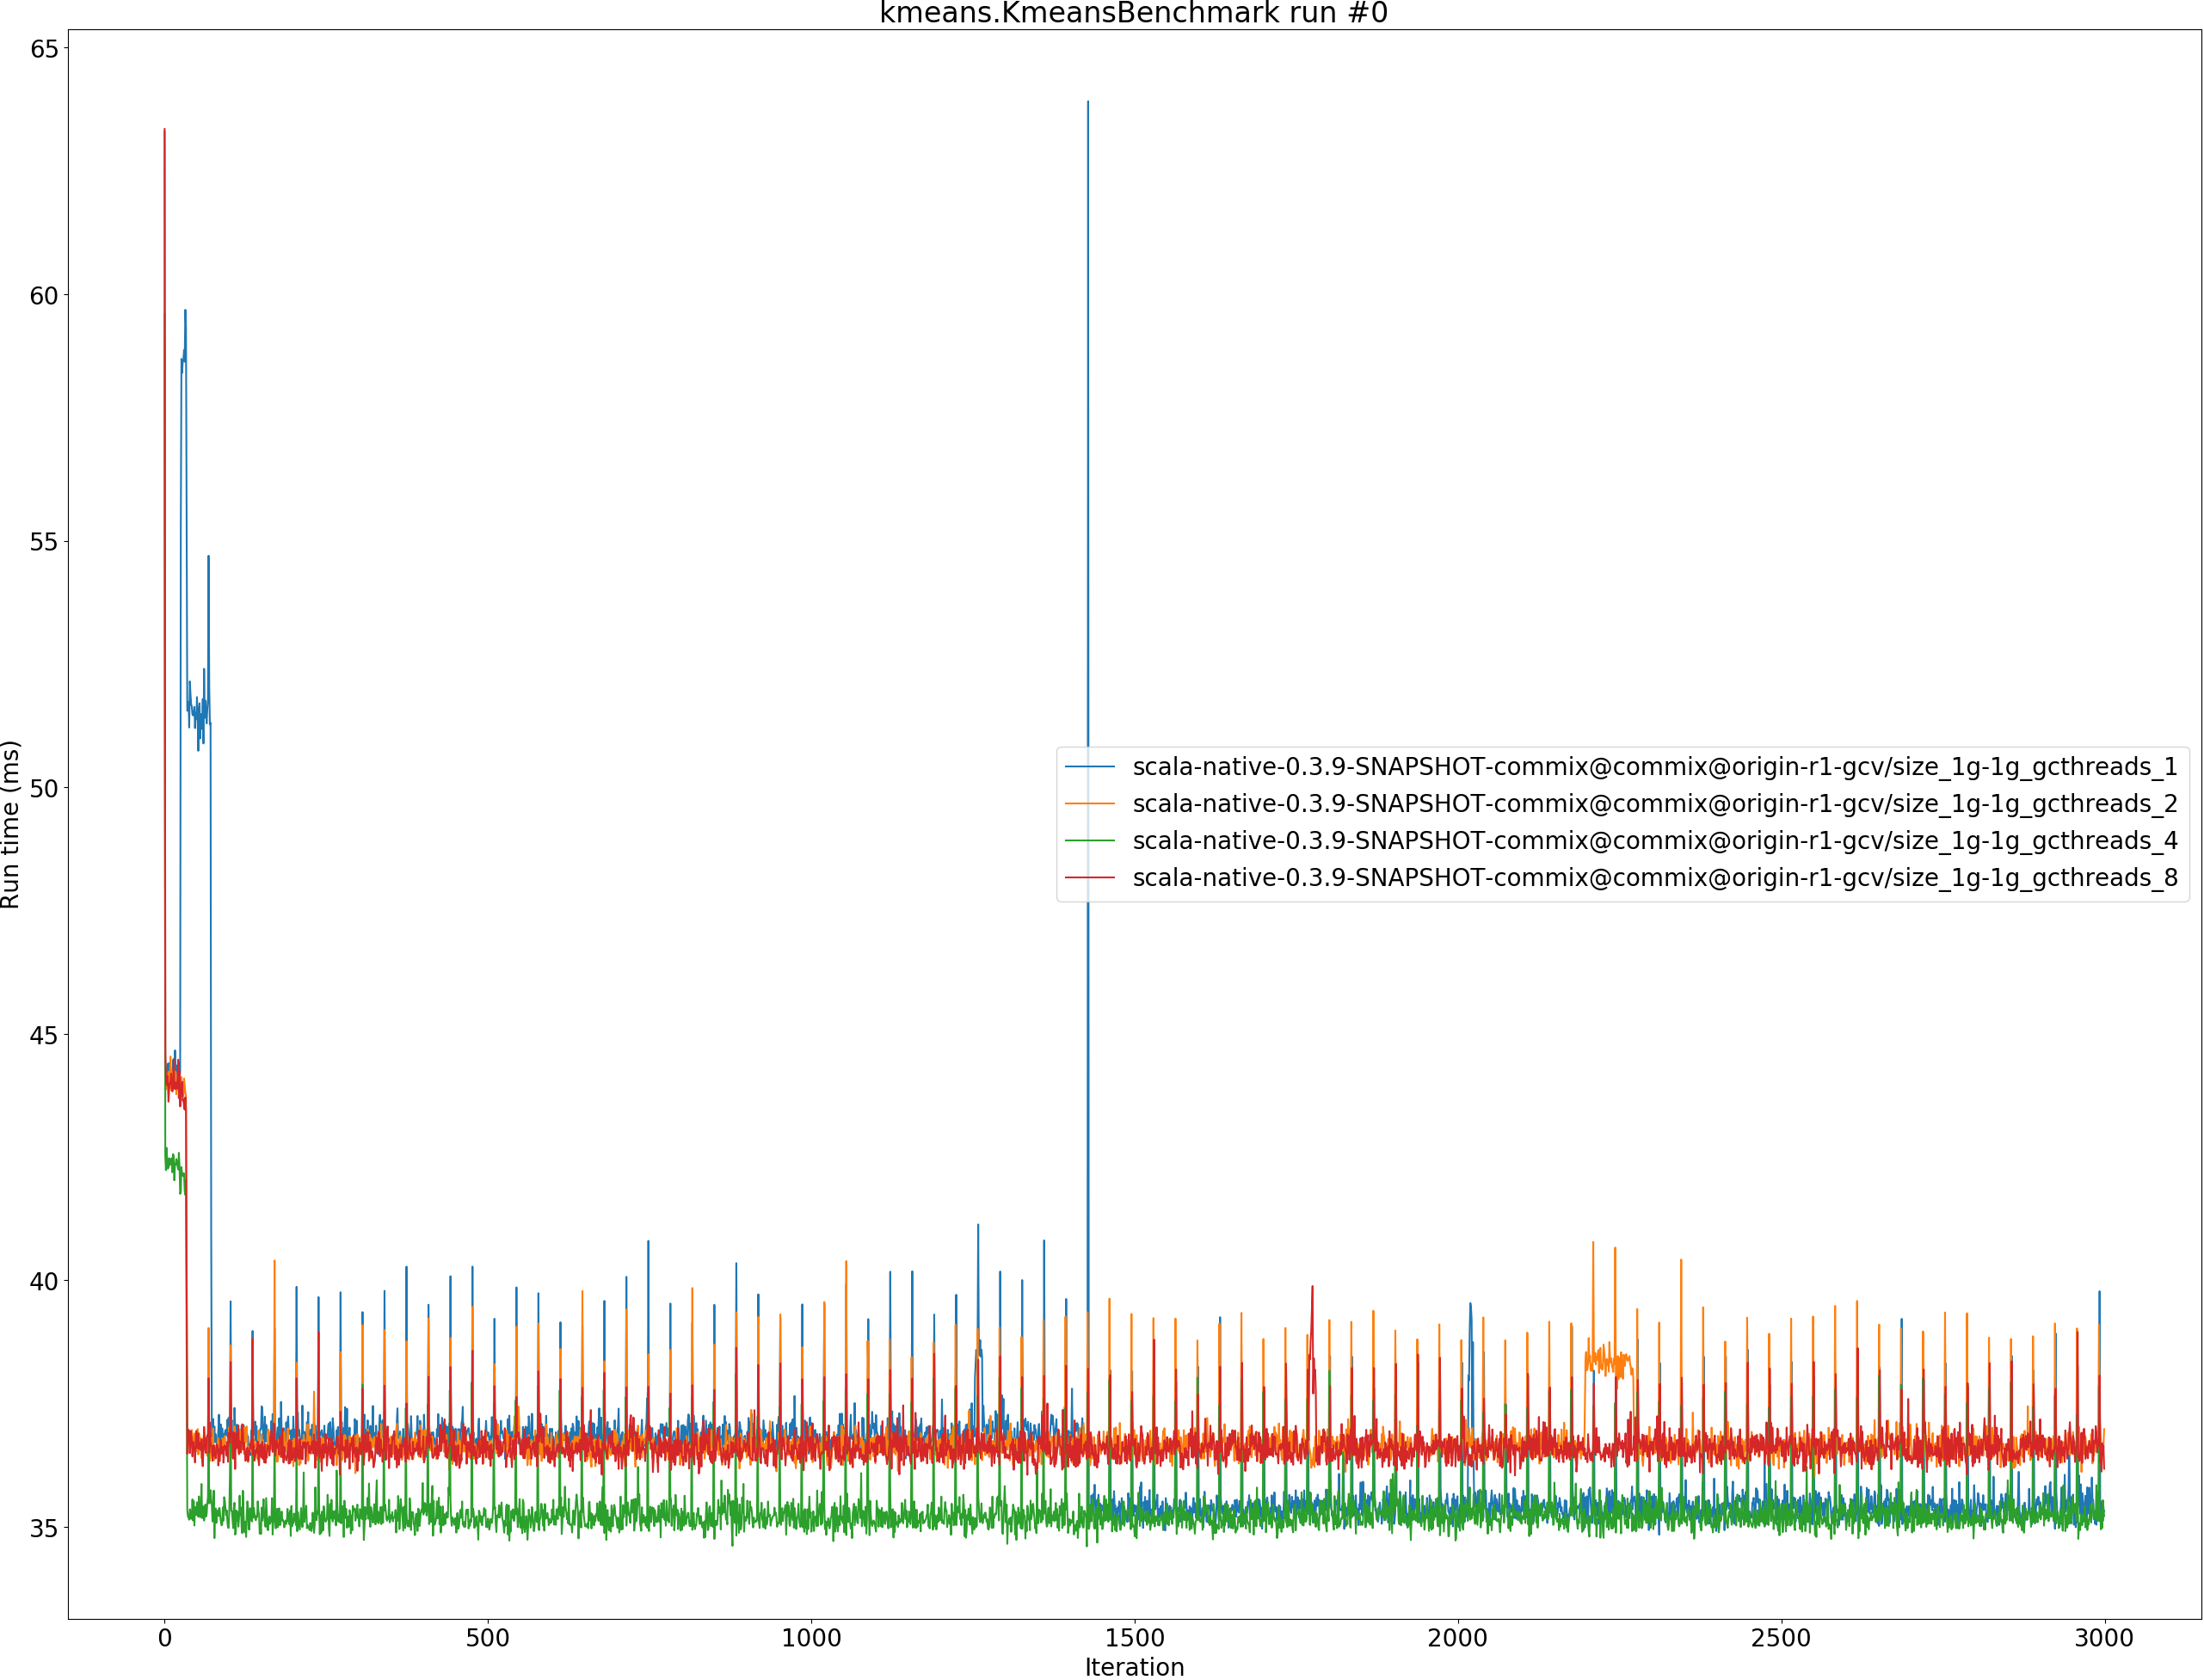 kmeans.KmeansBenchmark run #0
65
60
55
50
45
40
35
Run time (ms)
scala-native-0.3.9-SNAPSHOT-commix@commix@origin-r1-gcv/size_1g-1g_gcthreads_1
scala-native-0.3.9-SNAPSHOT-commix@commix@origin-r1-gcv/size_1g-1g_gcthreads_2
scala-native-0.3.9-SNAPSHOT-commix@commix@origin-r1-gcv/size_1g-1g_gcthreads_4
scala-native-0.3.9-SNAPSHOT-commix@commix@origin-r1-gcv/size_1g-1g_gcthreads_8
0 500 1000 1500 2000 2500 3000
Iteration